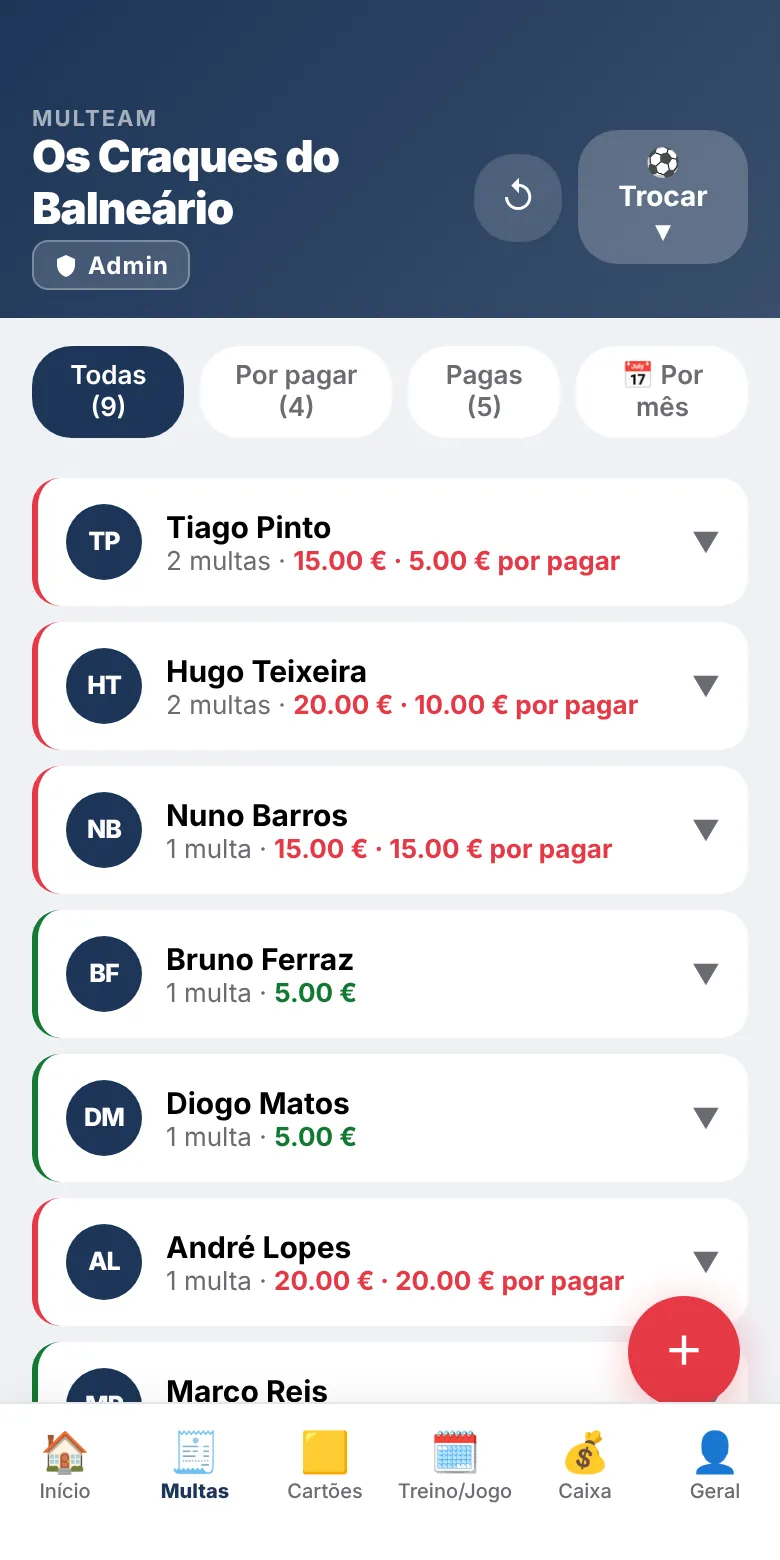 MULTEAM
Os Craques do
Balneário
Admin
Trocar
▼
Todas
(9)
Por pagar
(4)
Pagas
(5)
📅 Por
mês
TP
Tiago Pinto
2 multas · 15.00 € · 5.00 € por pagar
▼
HT
Hugo Teixeira
2 multas · 20.00 € · 10.00 € por pagar
▼
NB
Nuno Barros
1 multa · 15.00 € · 15.00 € por pagar
▼
BF
Bruno Ferraz
1 multa · 5.00 €
▼
DM
Diogo Matos
1 multa · 5.00 €
▼
AL
André Lopes
1 multa · 20.00 € · 20.00 € por pagar
▼
MR
Marco Reis
+
Início
Multas
Cartões
Treino/Jogo
Caixa
Geral